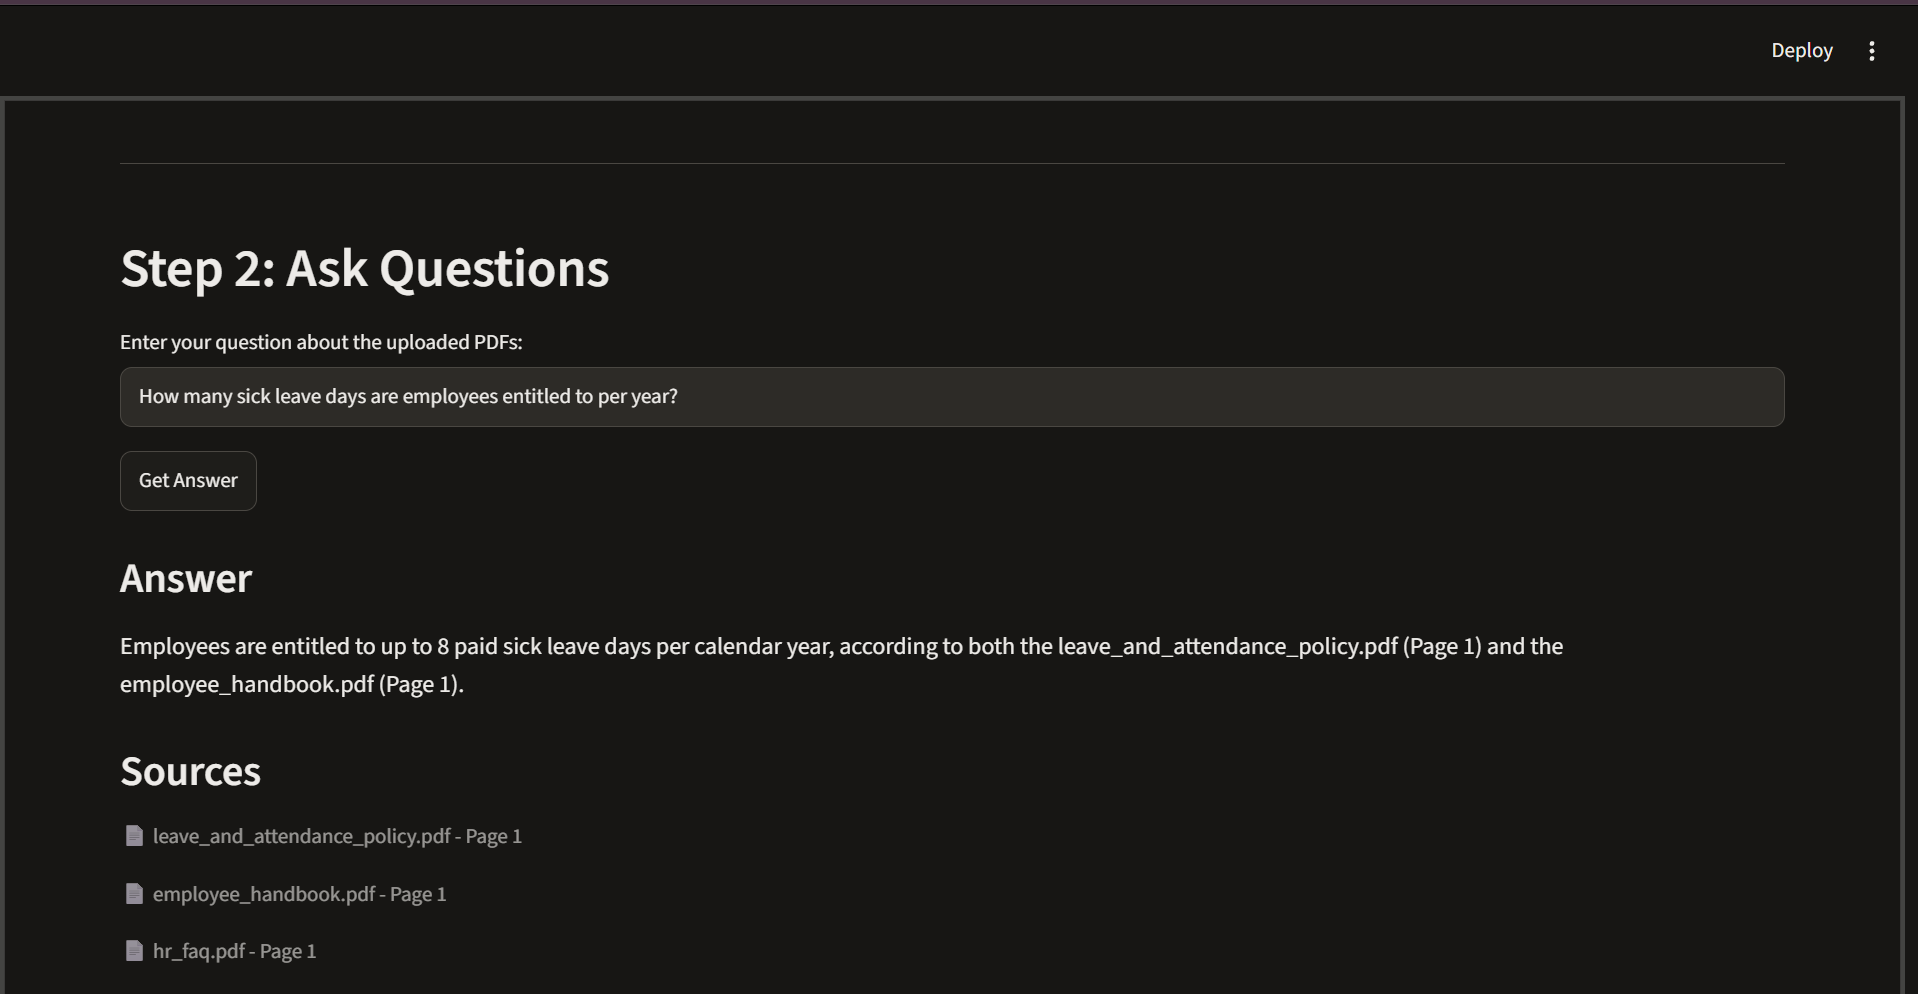 Deploy
Step 2: Ask Questions
Enter your question about the uploaded PDFs:
How many sick leave days are employees entitled to per year?
Get Answer
Answer
Employees are entitled to up to 8 paid sick leave days per calendar year, according to both the leave_and_attendance_policy.pdf (Page 1) and the
employee_handbook.pdf (Page 1).
Sources
leave_and_attendance_policy.pdf - Page 1
employee_handbook.pdf - Page 1
hr_faq.pdf - Page 1